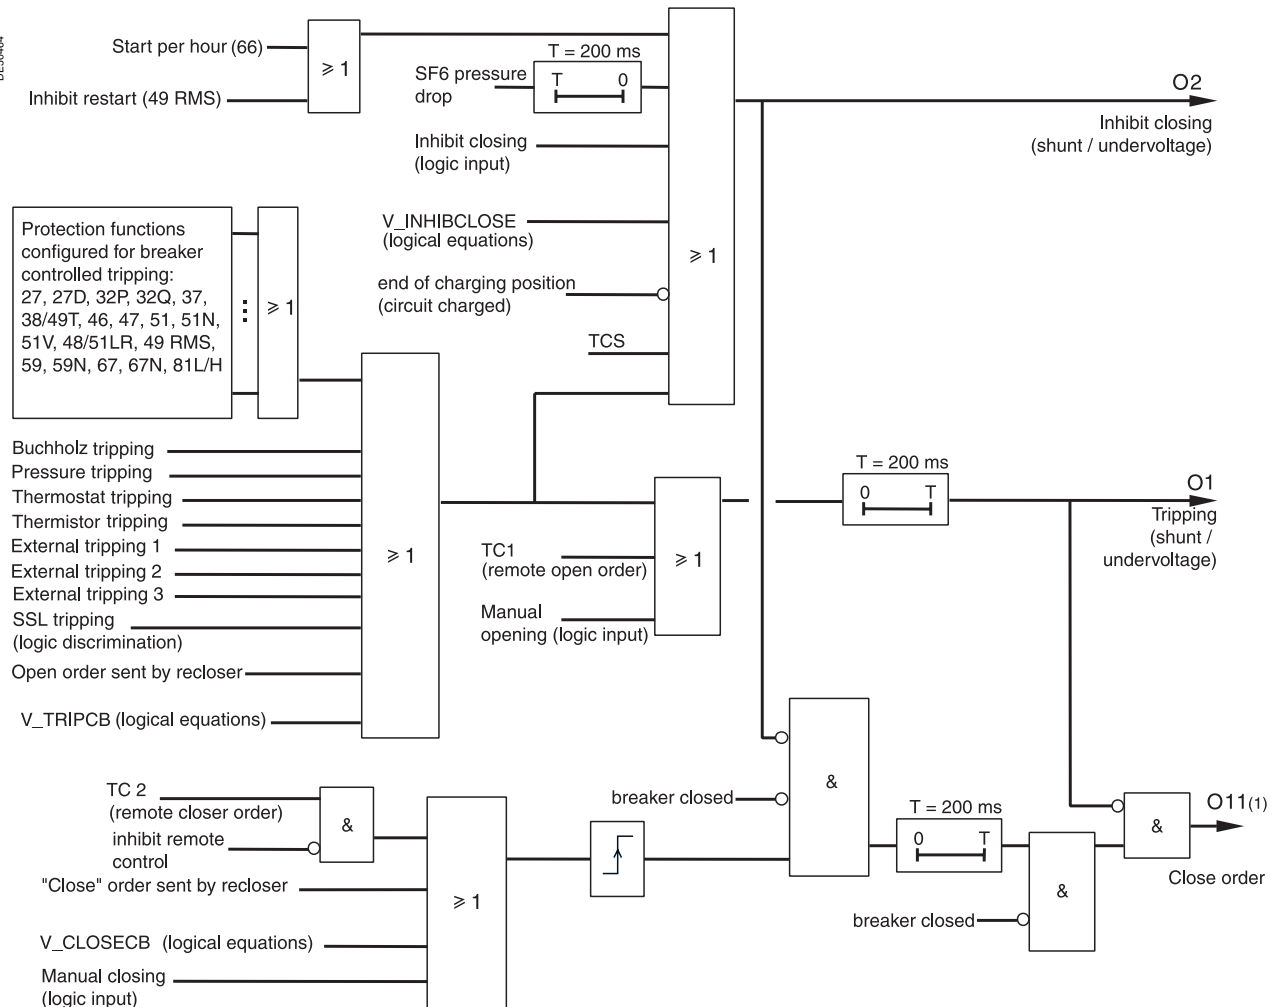 Start per hour (66)
≥ 1
Inhibit restart (49 RMS)
T = 200 ms
SF6 pressure
drop
T 0
Inhibit closing
(logic input)
V_INHIBCLOSE
(logical equations)
end of charging position
(circuit charged)
TCS
≥ 1
O2
Inhibit closing
(shunt / undervoltage)
Protection functions
configured for breaker
controlled tripping:
27, 27D, 32P, 32Q, 37,
38/49T, 46, 47, 51, 51N,
51V, 48/51LR, 49 RMS,
59, 59N, 67, 67N, 81L/H
≥ 1
Buchholz tripping
Pressure tripping
Thermostat tripping
Thermistor tripping
External tripping 1
External tripping 2
External tripping 3
SSL tripping
(logic discrimination)
Open order sent by recloser
V_TRIPCB (logical equations)
≥ 1
TC1
(remote open order)
Manual
opening (logic input)
≥ 1
T = 200 ms
0 T
O1
Tripping
(shunt /
undervoltage)
TC 2
(remote closer order)
inhibit remote
control
&
"Close" order sent by recloser
V_CLOSECB (logical equations)
Manual closing
(logic input)
≥ 1
breaker closed
&
T = 200 ms
0 T
breaker closed
&
&
O11(1)
Close order